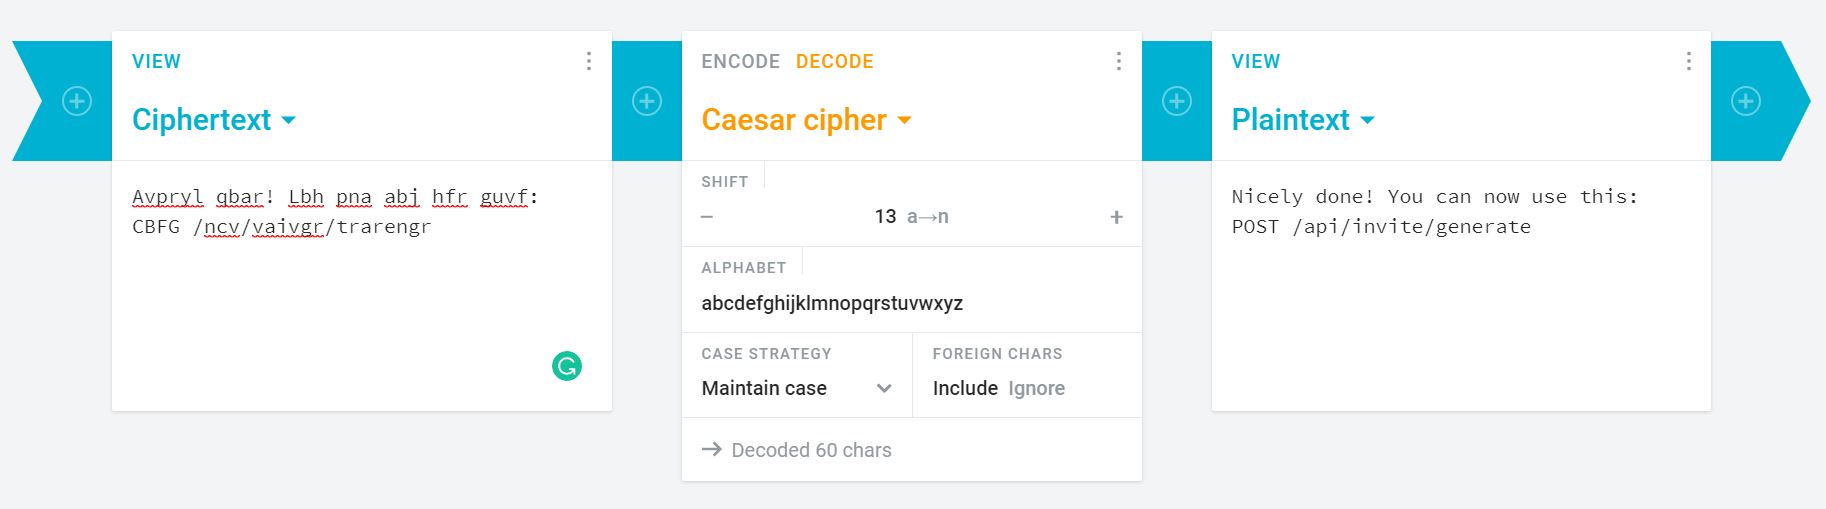 VIEW
Ciphertext
Avpryl qbar! Lbh pna abj hfr guvf:
CBFG /ncv/vaivgr/trarengr
ENCODE DECODE
Caesar cipher
SHIFT
− 13 a→n +
ALPHABET
abcdefghijklmnopqrstuvwxyz
CASE STRATEGY
Maintain case
FOREIGN CHARS
Include Ignore
→ Decoded 60 chars
VIEW
Plaintext
Nicely done! You can now use this:
POST /api/invite/generate